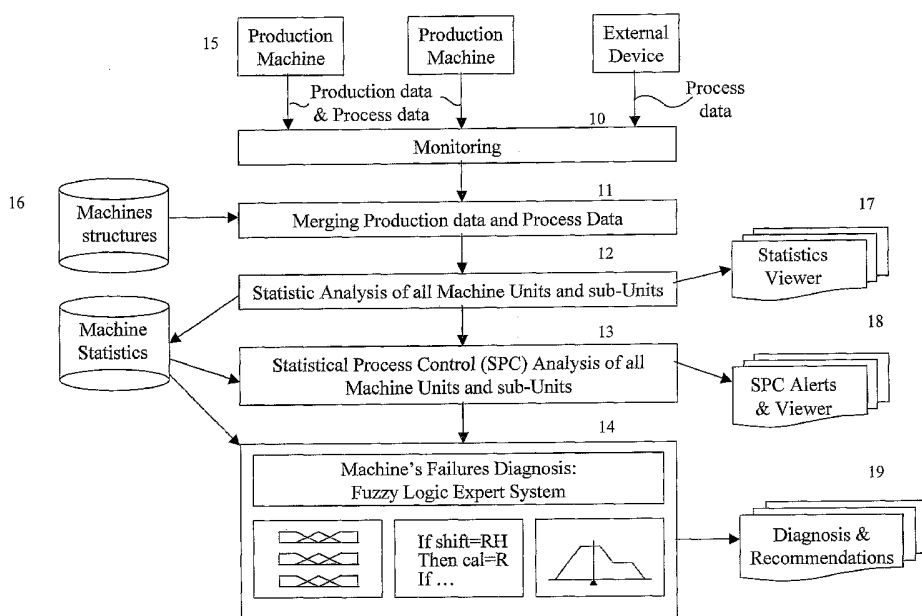 15
Production
Machine
Production
Machine
External
Device
Production data
& Process data
Process
data
10
Monitoring
11
16
Machines
structures
Merging Production data and Process Data
17
12
Statistics
Viewer
Statistic Analysis of all Machine Units and sub-Units
Machine
Statistics
13
18
Statistical Process Control (SPC) Analysis of all
Machine Units and sub-Units
SPC Alerts
& Viewer
14
Machine's Failures Diagnosis:
Fuzzy Logic Expert System
19
If shift=RH
Then cal=R
If ...
Diagnosis &
Recommendations